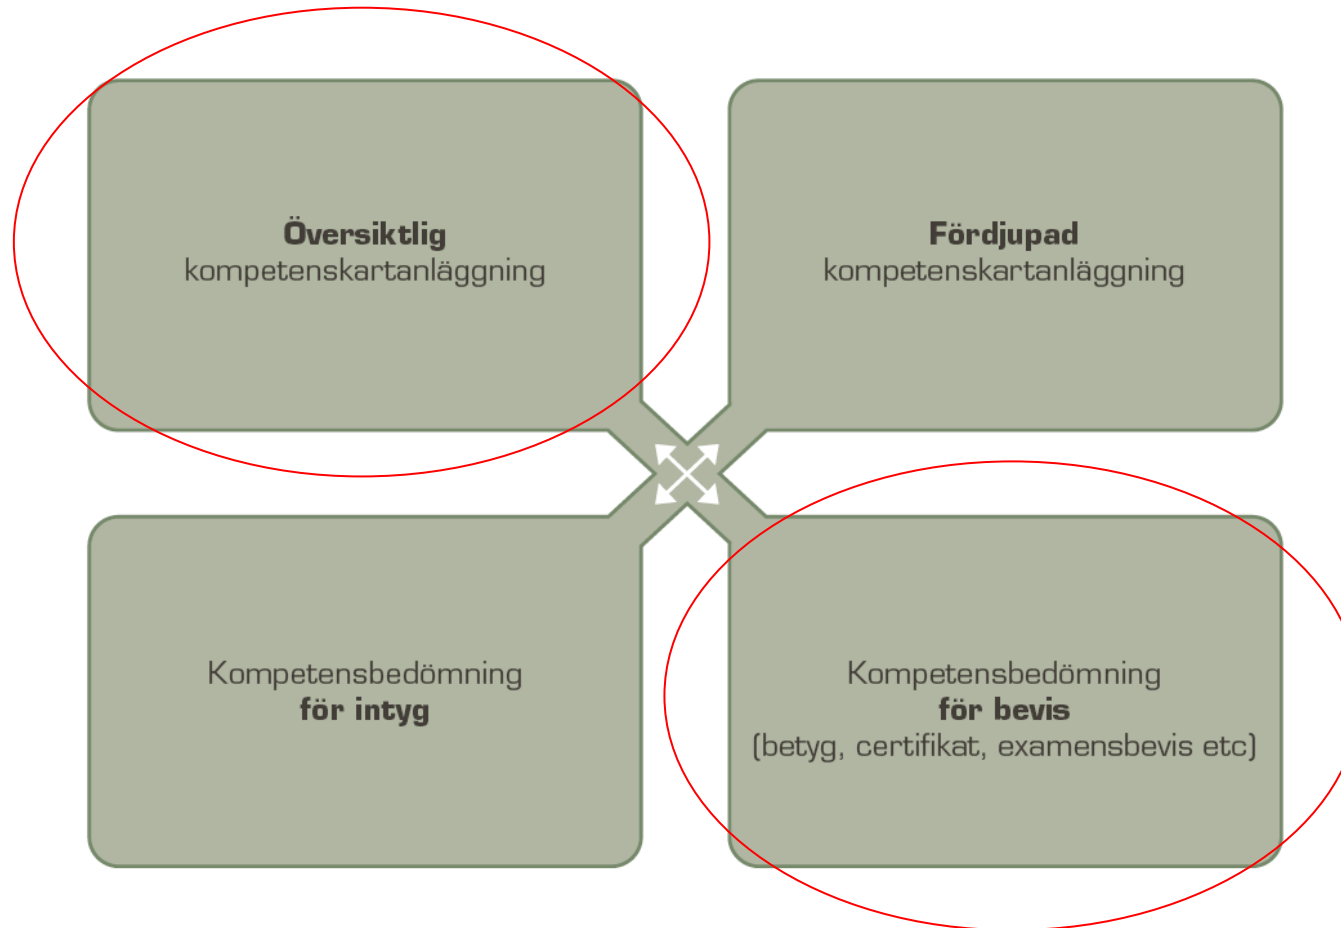 Översiktlig
kompetenskartanläggning
Fördjupad
kompetenskartanläggning
Kompetensbedömning
för intyg
Kompetensbedömning
för bevis
(betyg, certifikat, examensbevis etc)